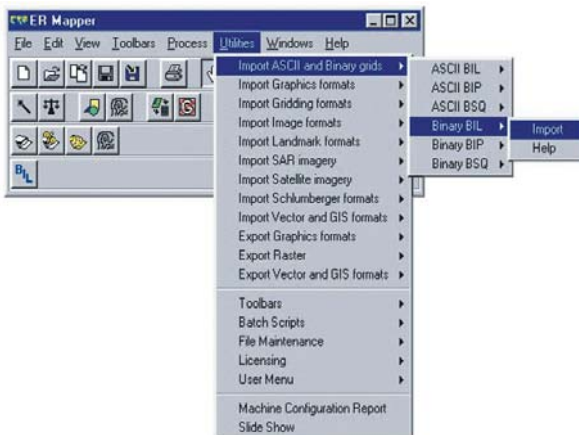 ER Mapper
File Edit View Toolbars Process Utilities Windows Help
Import ASCII and Binary grids
Import Graphics formats
Import Gridding formats
Import Image formats
Import Landmark formats
Import SAR imagery
Import Satellite imagery
Import Schlumberger formats
Import Vector and GIS formats
Export Graphics formats
Export Raster
Export Vector and GIS formats
Toolbars
Batch Scripts
File Maintenance
Licensing
User Menu
Machine Configuration Report
Slide Show
ASCII BIL
ASCII BIP
ASCII BSQ
Binary BIL
Binary BIP
Binary BSQ
Import
Help
BIL